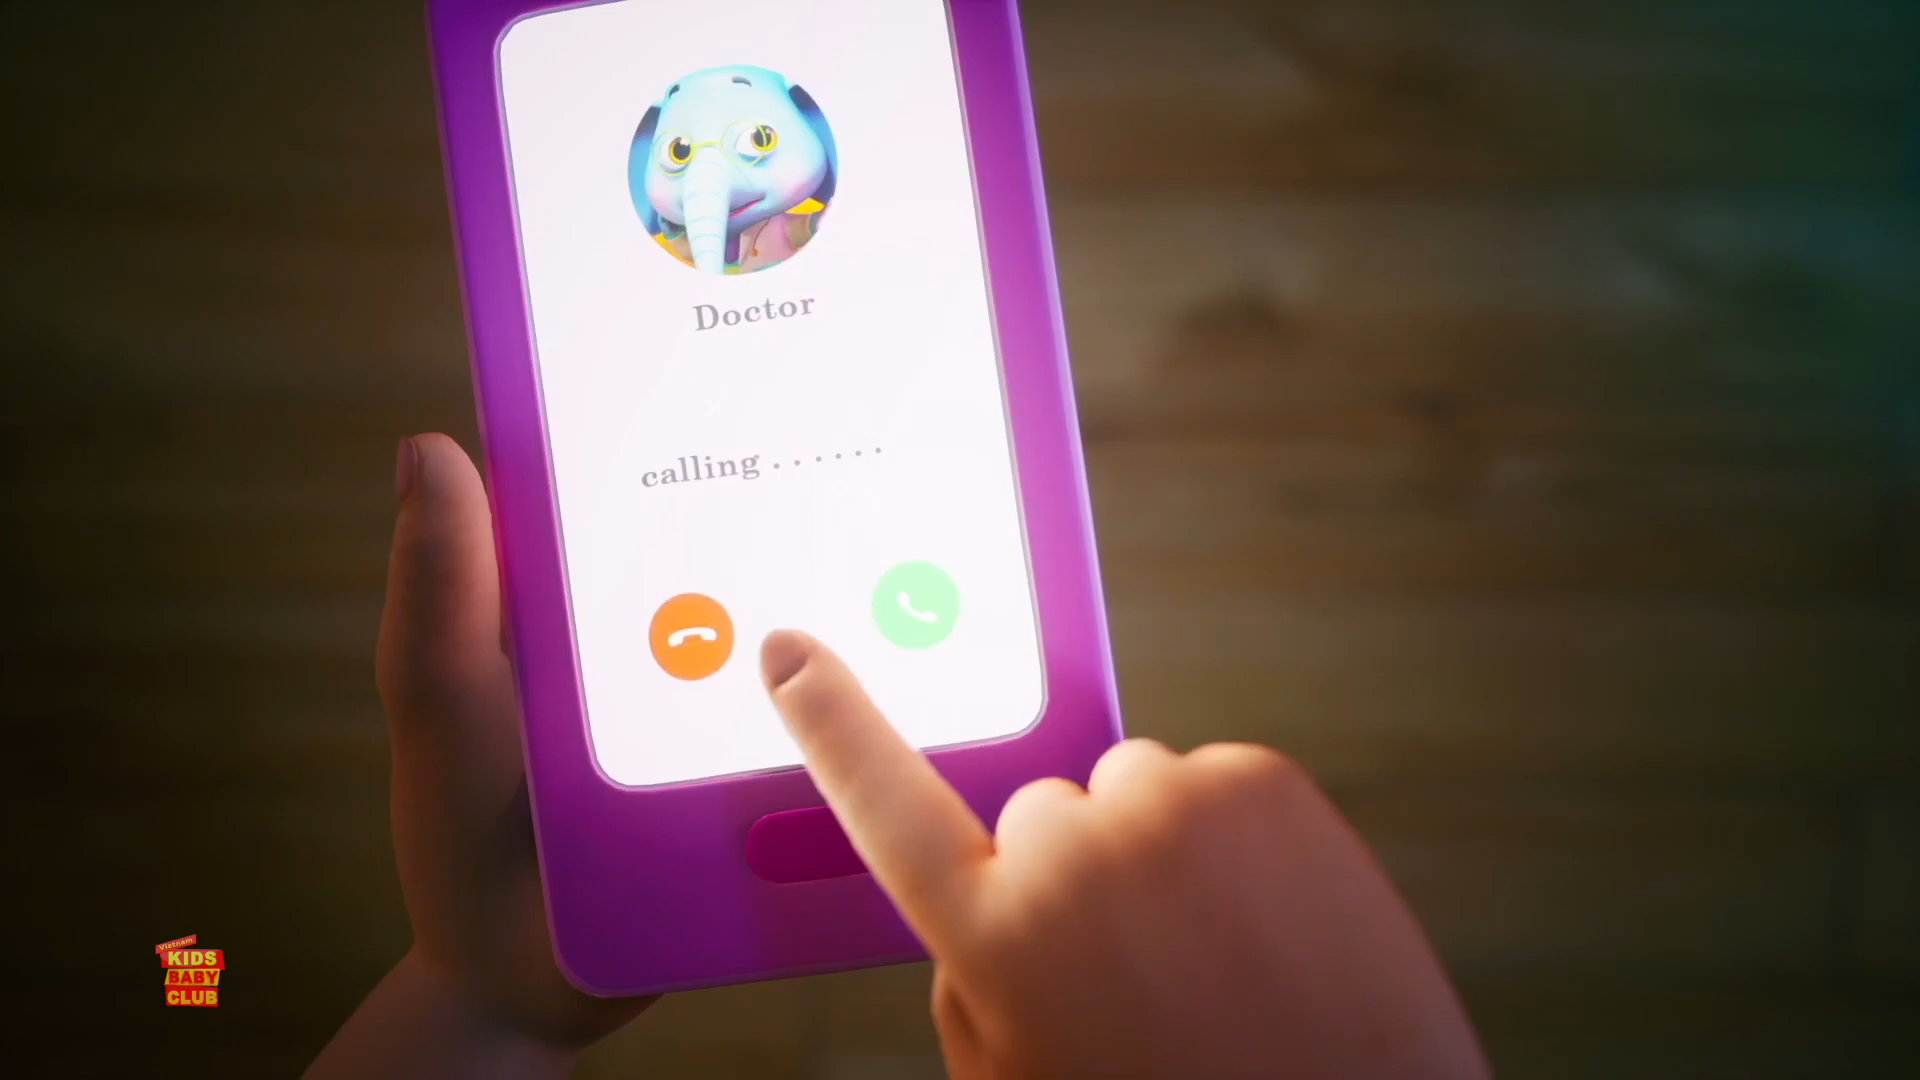 Doctor
calling . . . . . .
Vietnam
KIDS
BABY
CLUB